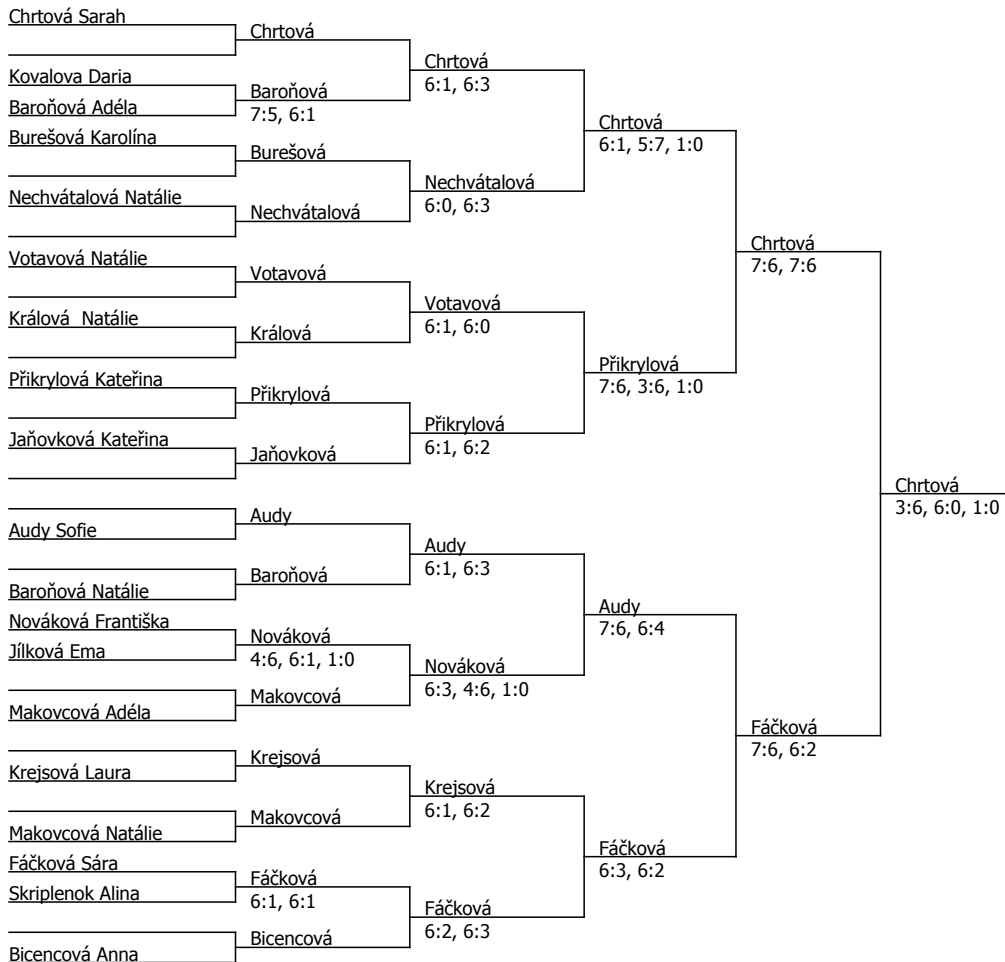 Chrtová Sarah
Chrtová
Chrtová
6:1, 6:3
Kovalova Daria
Baroňová
7:5, 6:1
Baroňová Adéla
Chrtová
6:1, 5:7, 1:0
Burešová Karolína
Burešová
Nechvátalová
6:0, 6:3
Nechvátalová Natálie
Nechvátalová
Chrtová
7:6, 7:6
Votavová Natálie
Votavová
Votavová
6:1, 6:0
Králová  Natálie
Králová
Přikrylová
7:6, 3:6, 1:0
Přikrylová Kateřina
Přikrylová
Přikrylová
6:1, 6:2
Jaňovková Kateřina
Jaňovková
Chrtová
3:6, 6:0, 1:0
Audy Sofie
Audy
Audy
6:1, 6:3
Baroňová
Baroňová Natálie
Audy
7:6, 6:4
Nováková Františka
Nováková
4:6, 6:1, 1:0
Jílková Ema
Nováková
6:3, 4:6, 1:0
Makovcová
Makovcová Adéla
Fáčková
7:6, 6:2
Krejsová
Krejsová Laura
Krejsová
6:1, 6:2
Makovcová
Makovcová Natálie
Fáčková
6:3, 6:2
Fáčková Sára
Fáčková
6:1, 6:1
Skriplenok Alina
Fáčková
6:2, 6:3
Bicencová
Bicencová Anna